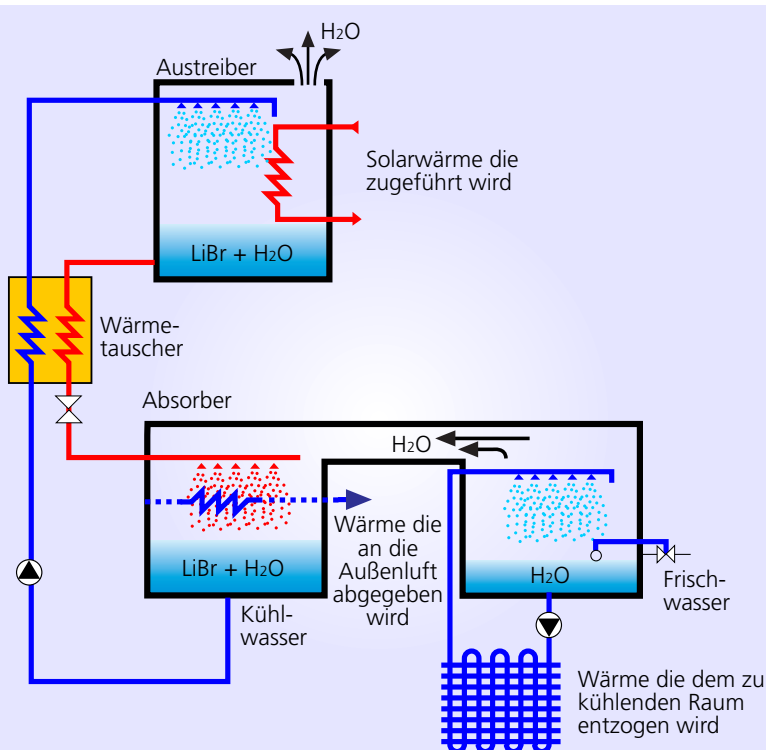 H2O
Austreiber
Solarwärme die
zugeführt wird
LiBr + H2O
Wärme-
tauscher
Absorber
H2O
Wärme die
an die
Außenluft
abgegeben
wird
LiBr + H2O
H2O
Kühl-
wasser
Frisch-
wasser
Wärme die dem zu
kühlenden Raum
entzogen wird